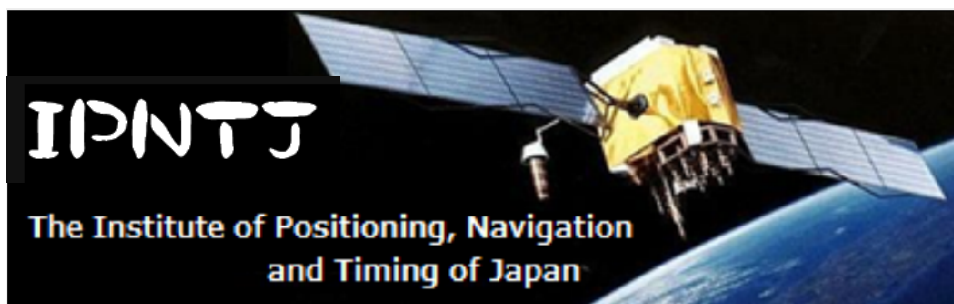 IPNTJ
The Institute of Positioning, Navigation
and Timing of Japan